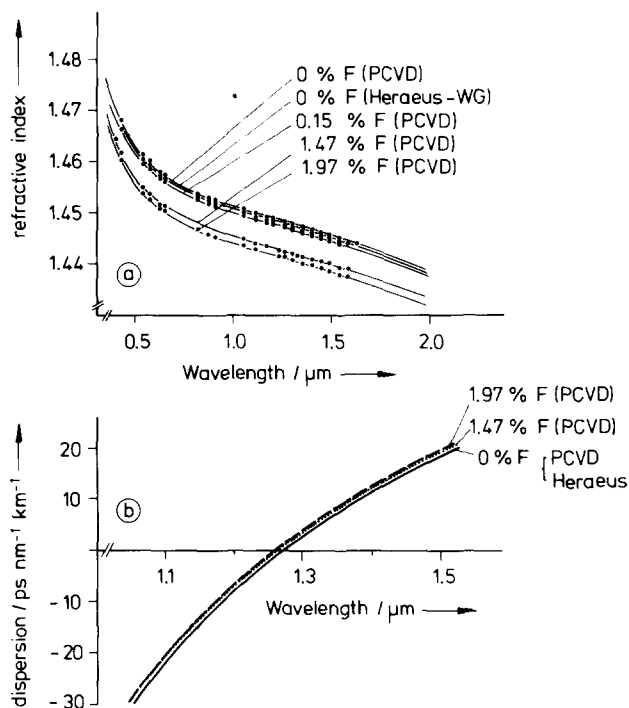 refractive index
1.48
1.47
1.46
1.45
1.44
0 % F (PCVD)
0 % F (Heraeus-WG)
0.15 % F (PCVD)
1.47 % F (PCVD)
1.97 % F (PCVD)
a
0.5 1.0 1.5 2.0
Wavelength / µm
dispersion / ps nm⁻¹ km⁻¹
20
10
-10
-20
-30
1.97 % F (PCVD)
1.47 % F (PCVD)
0 % F { PCVD
Heraeus
b
1.1 1.3 1.5
Wavelength / µm